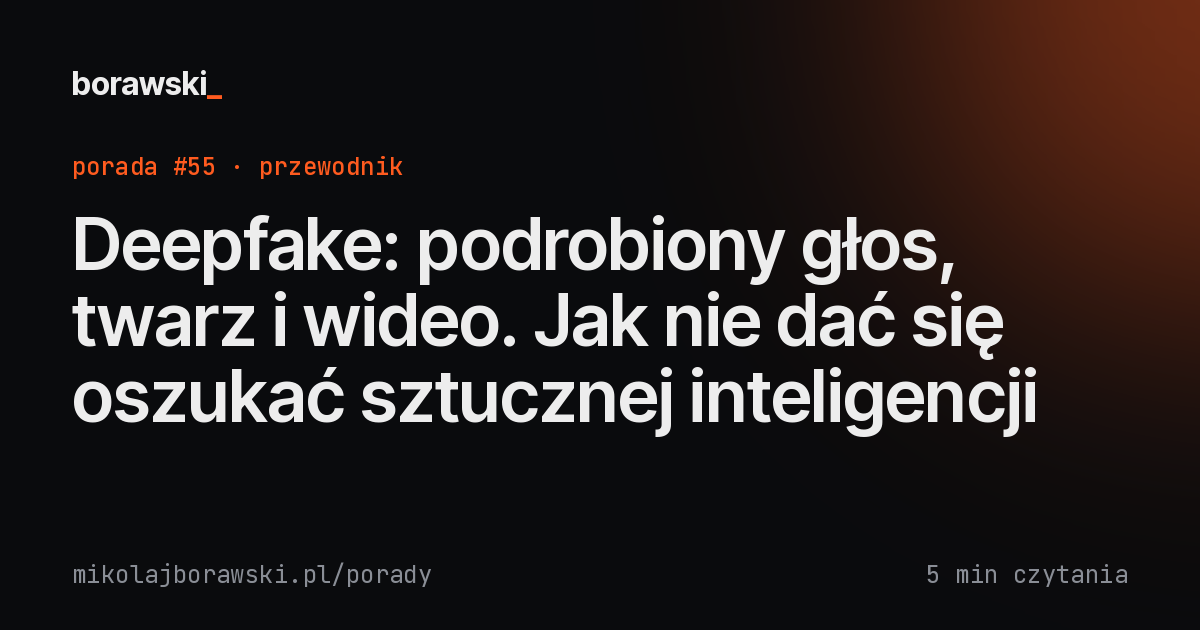 borawski_
porada #55 · przewodnik
Deepfake: podrobiony głos,
twarz i wideo. Jak nie dać się
oszukać sztucznej inteligencji
mikolajborawski.pl/porady
5 min czytania